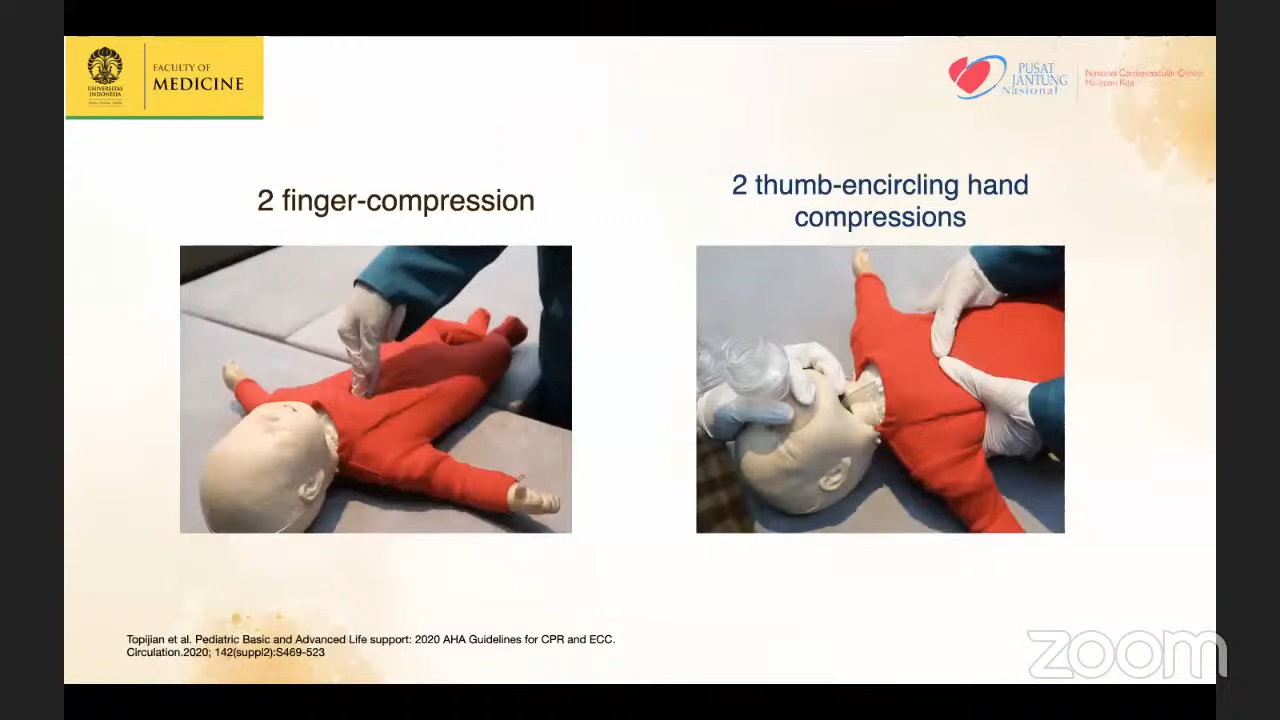 UNIVERSITAS
INDONESIA
FACULTY OF
MEDICINE
PUSAT
JANTUNG
Nasional
National Cardiovascular Center
Harapan Kita
2 finger-compression
2 thumb-encircling hand
compressions
Topijian et al. Pediatric Basic and Advanced Life support: 2020 AHA Guidelines for CPR and ECC.
Circulation.2020; 142(suppl2):S469-523
zoom